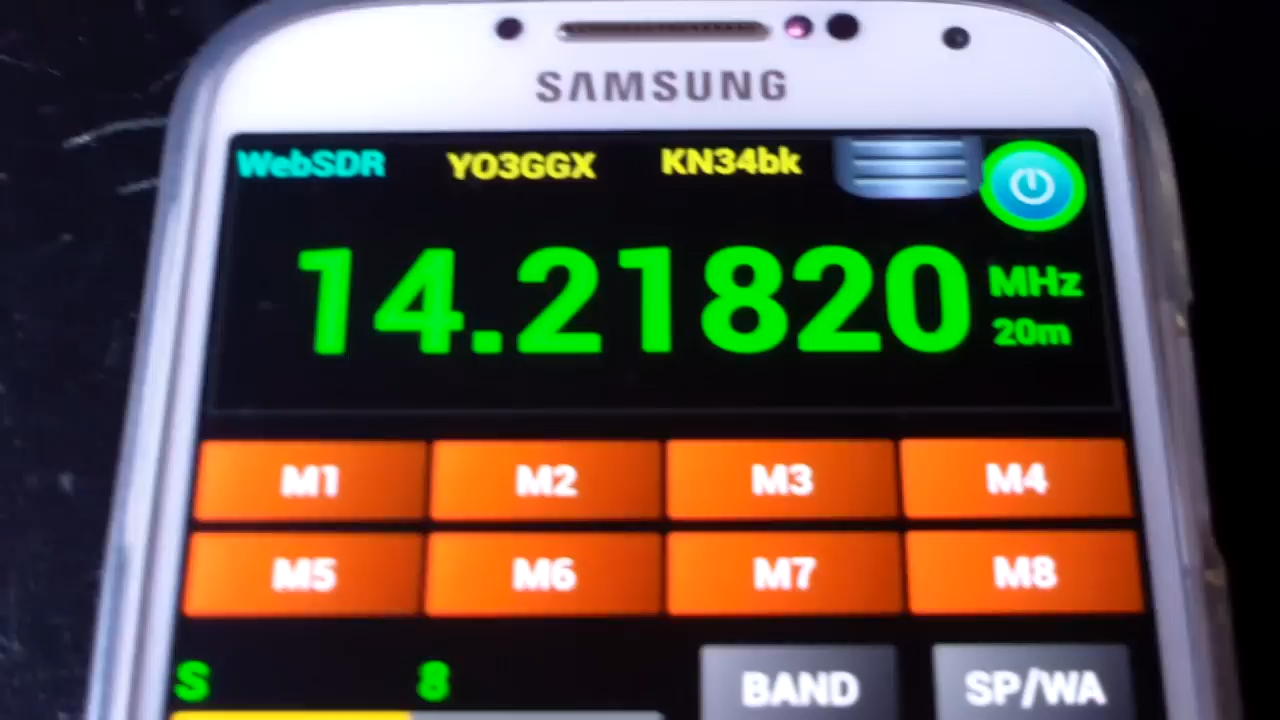 SAMSUNG
WebSDR YO3GGX KN34bk
14.21820 MHz
20m
M1 M2 M3 M4
M5 M6 M7 M8
S 8 BAND SP/WA